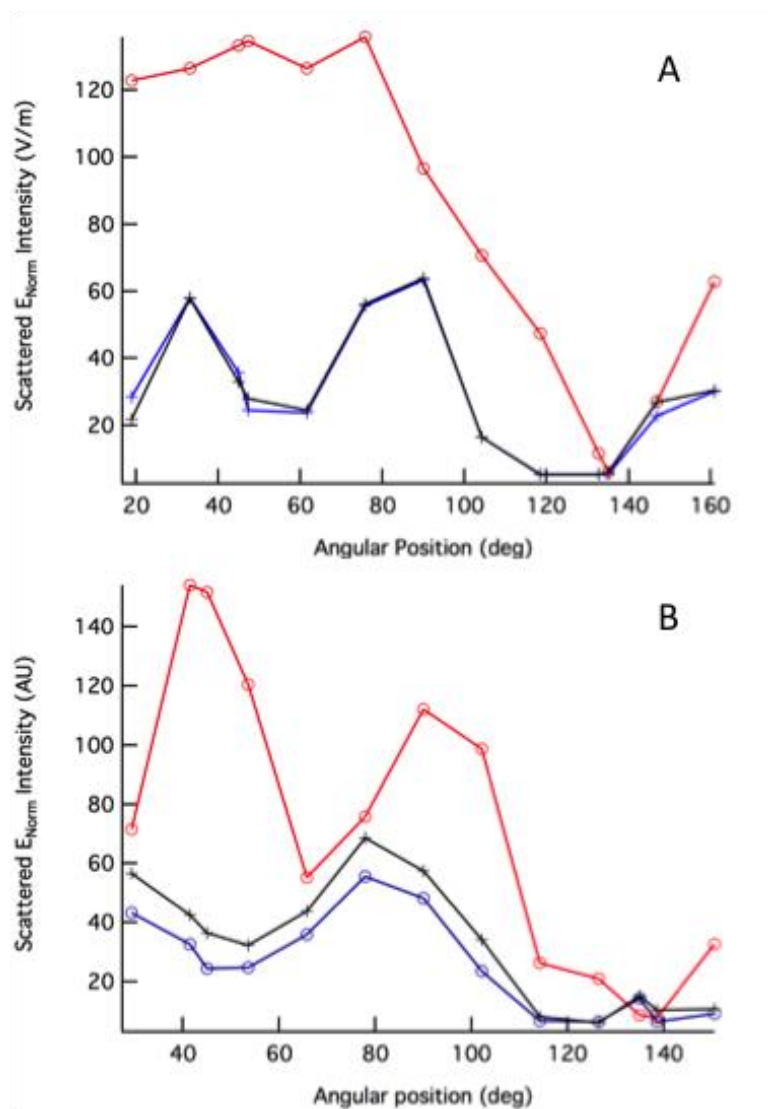 A
Scattered E_Norm Intensity (V/m)
120
100
80
60
40
20
20 40 60 80 100 120 140 160
Angular Position (deg)
B
Scattered E_Norm Intensity (AU)
140
120
100
80
60
40
20
40 60 80 100 120 140
Angular position (deg)